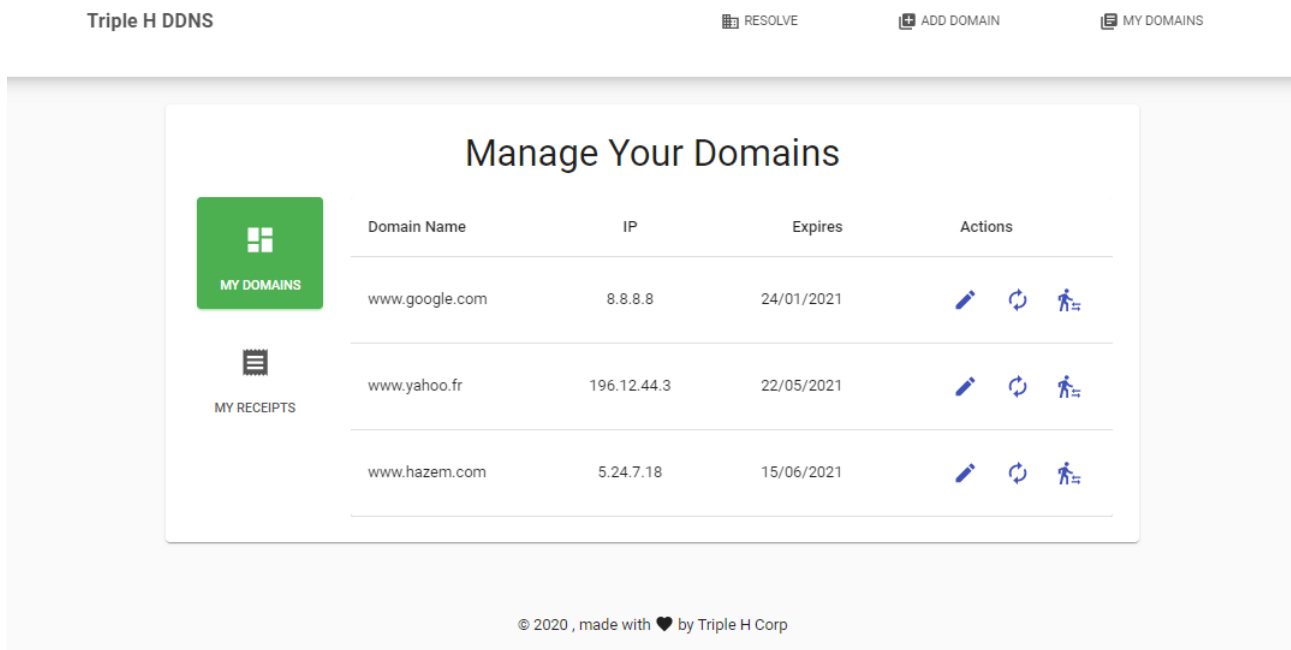 Triple H DDNS RESOLVE ADD DOMAIN MY DOMAINS
Manage Your Domains
MY DOMAINS
MY RECEIPTS
Domain Name IP Expires Actions
www.google.com 8.8.8.8 24/01/2021
www.yahoo.fr 196.12.44.3 22/05/2021
www.hazem.com 5.24.7.18 15/06/2021
© 2020 , made with ♥ by Triple H Corp